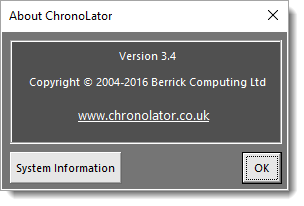 About ChronoLator
Version 3.4
Copyright © 2004-2016 Berrick Computing Ltd
www.chronolator.co.uk
System Information
OK